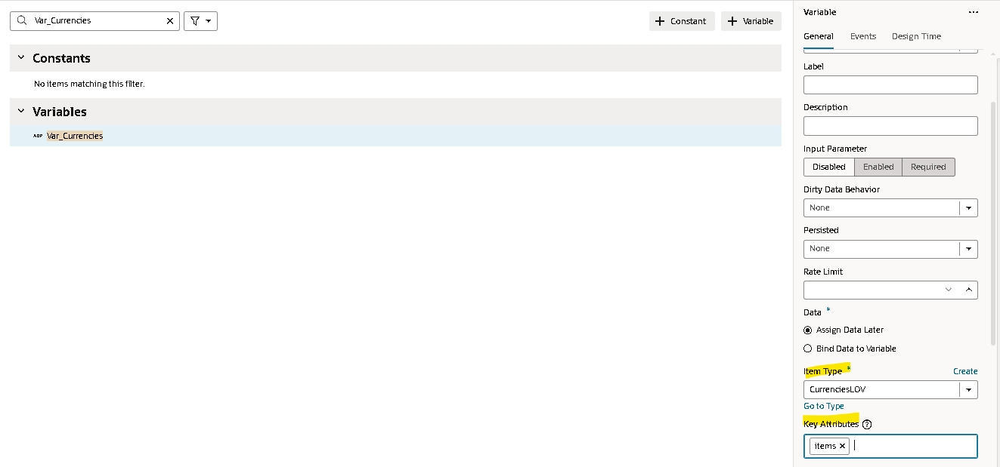 Var_Currencies
Constant
Variable
Constants
No items matching this filter.
Variables
ADP Var_Currencies
Variable
General Events Design Time
Label
Description
Input Parameter
Disabled Enabled Required
Dirty Data Behavior
None
Persisted
None
Rate Limit
Data *
Assign Data Later
Bind Data to Variable
Item Type * Create
CurrenciesLOV
Go to Type
Key Attributes
items